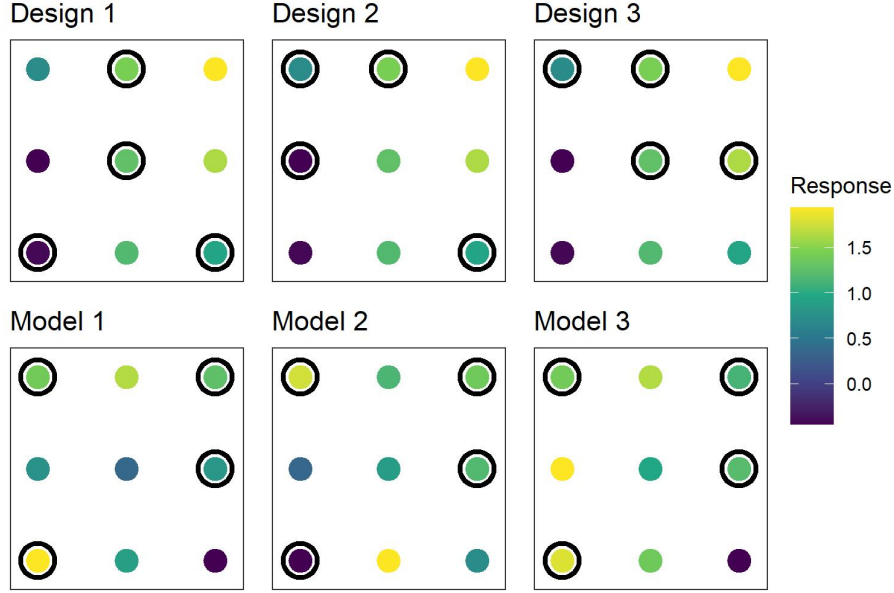 Design 1
Design 2
Design 3
Response
1.5
1.0
0.5
0.0
Model 1
Model 2
Model 3